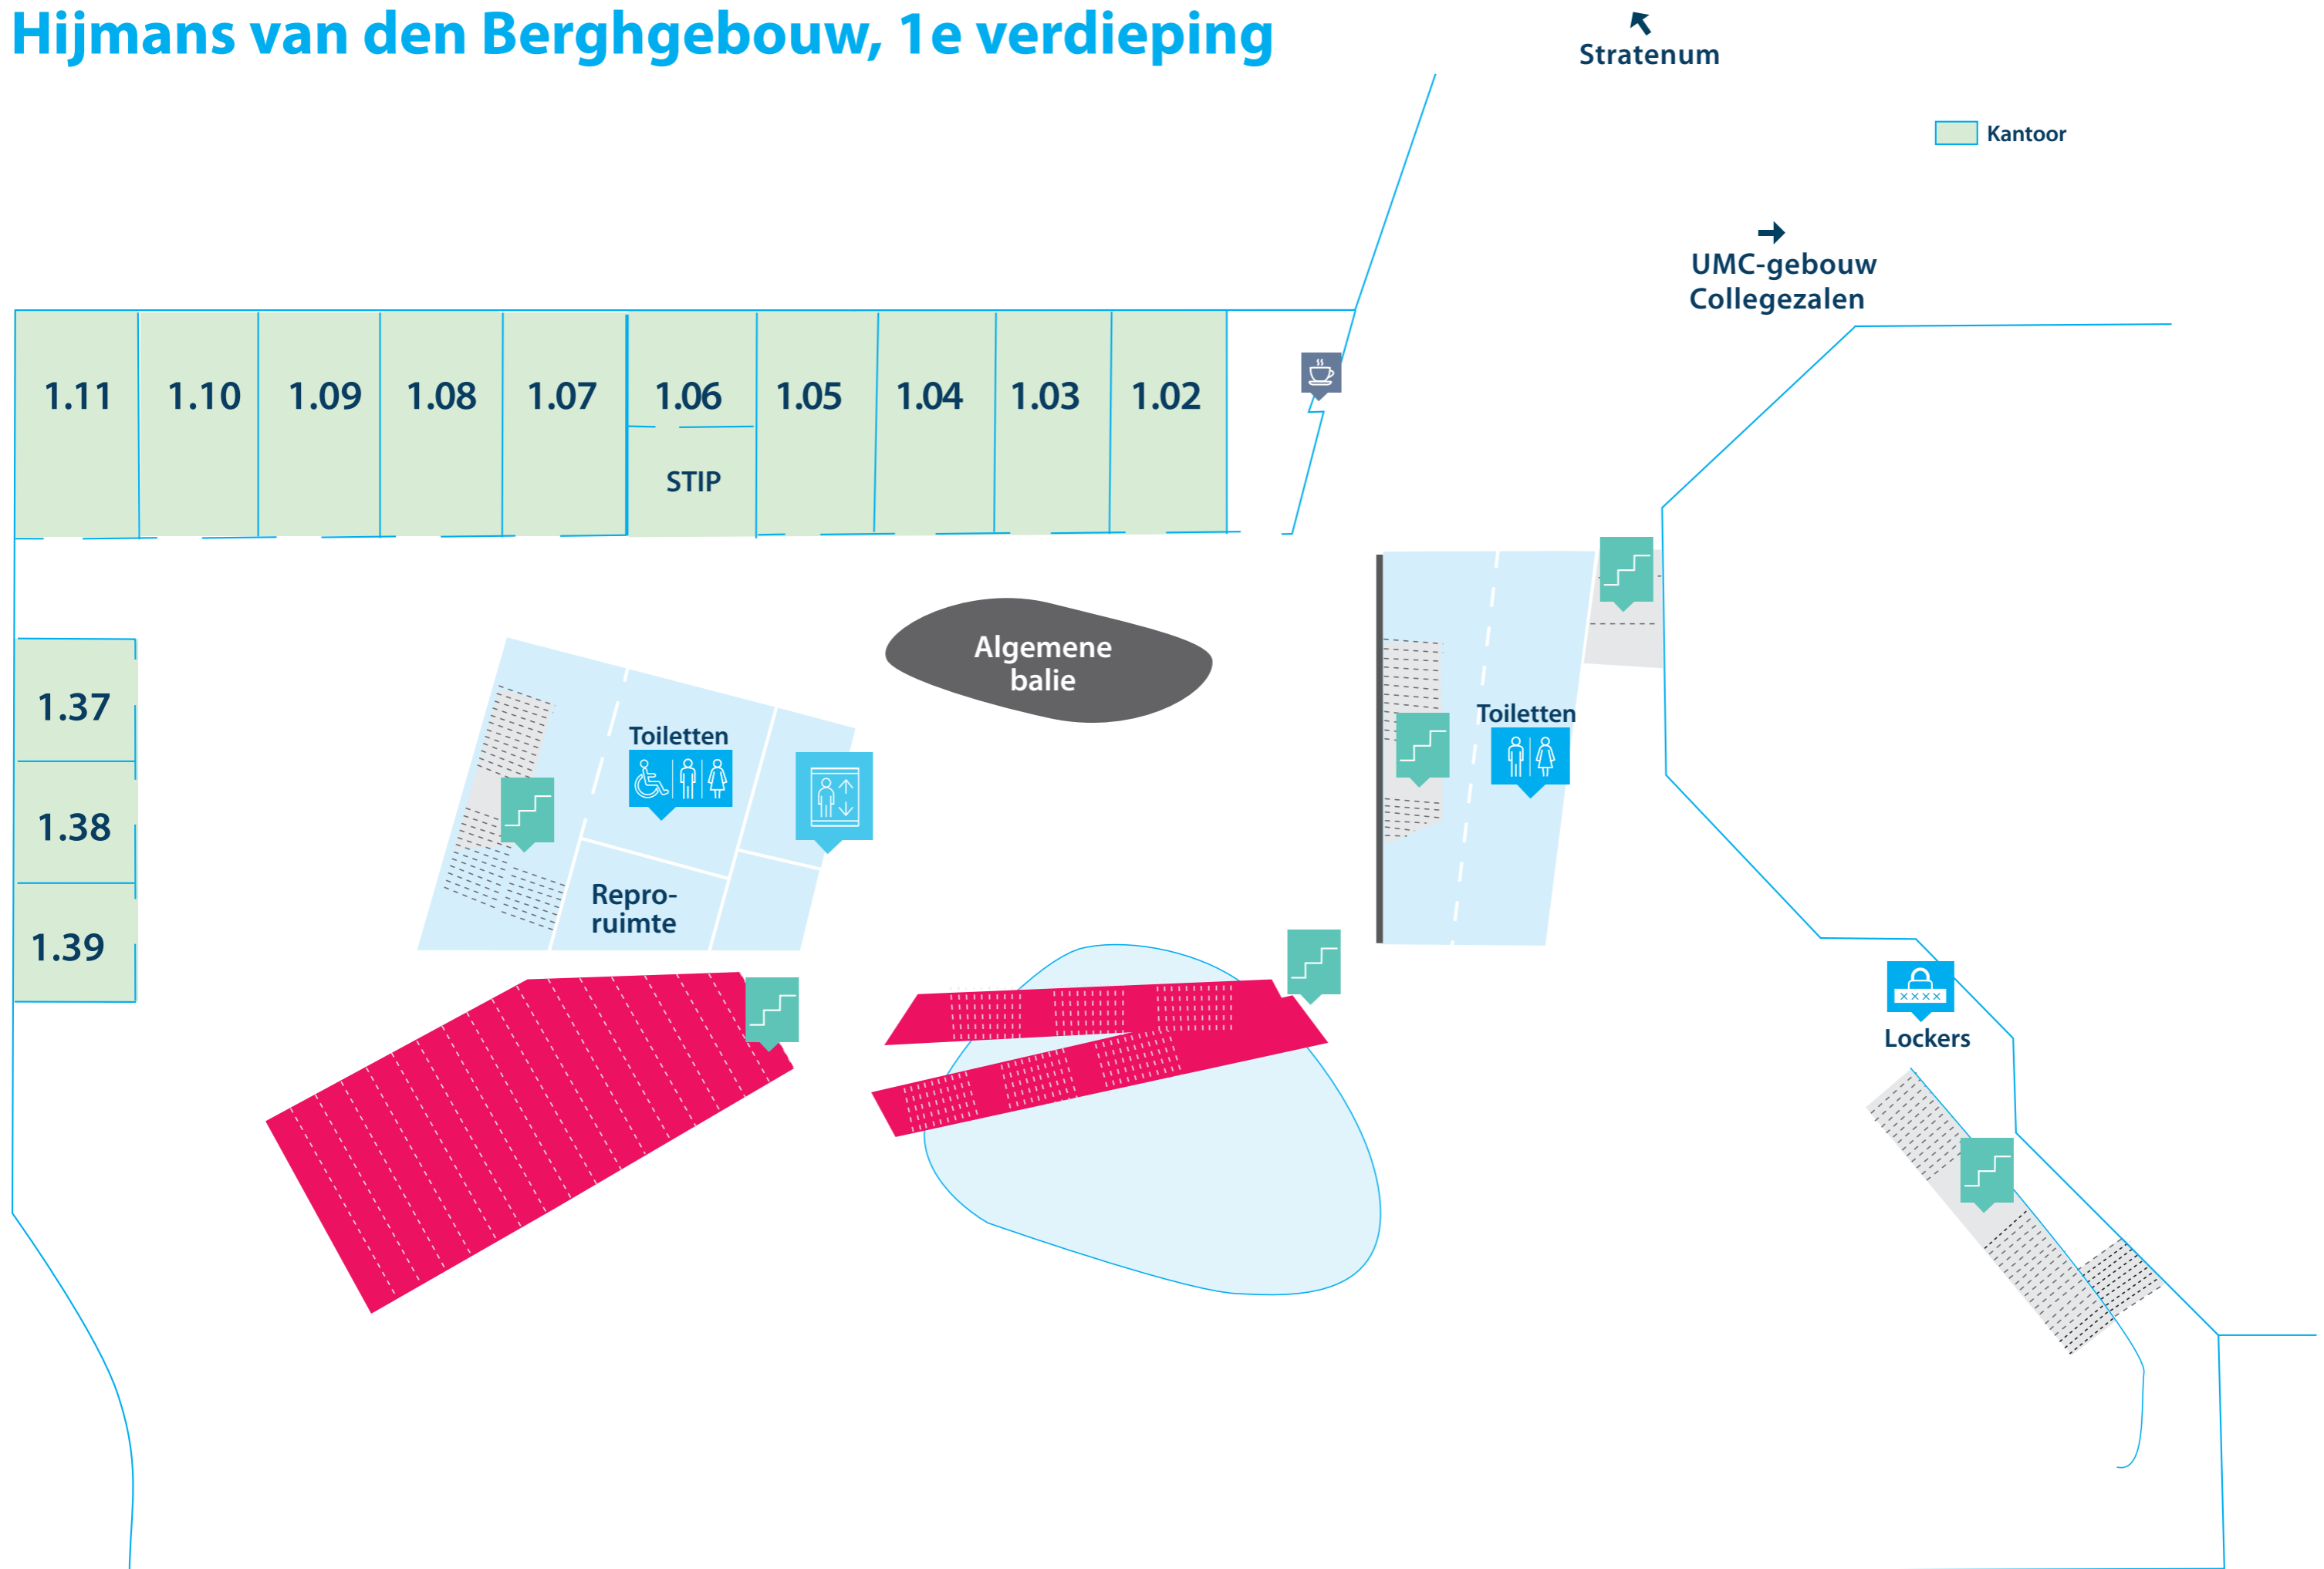 Hijmans van den Berghgebouw, 1e verdieping
Stratenum
Kantoor
UMC-gebouw
Collegezalen
1.11
1.10
1.09
1.08
1.07
1.06
1.05
1.04
1.03
1.02
STIP
Algemene
balie
1.37
1.38
1.39
Toiletten
Repro-
ruimte
Toiletten
××××
Lockers